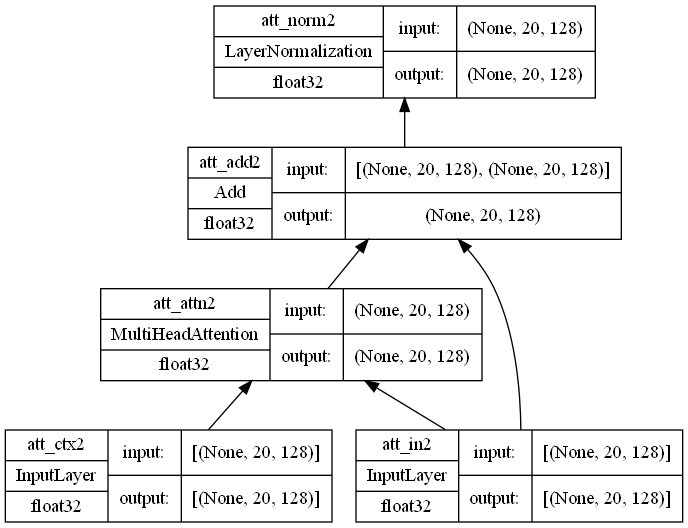 att_norm2
LayerNormalization
float32
input:
(None, 20, 128)
output:
(None, 20, 128)
att_add2
Add
float32
input:
[(None, 20, 128), (None, 20, 128)]
output:
(None, 20, 128)
att_attn2
MultiHeadAttention
float32
input:
(None, 20, 128)
output:
(None, 20, 128)
att_ctx2
InputLayer
float32
input:
[(None, 20, 128)]
output:
[(None, 20, 128)]
att_in2
InputLayer
float32
input:
[(None, 20, 128)]
output:
[(None, 20, 128)]